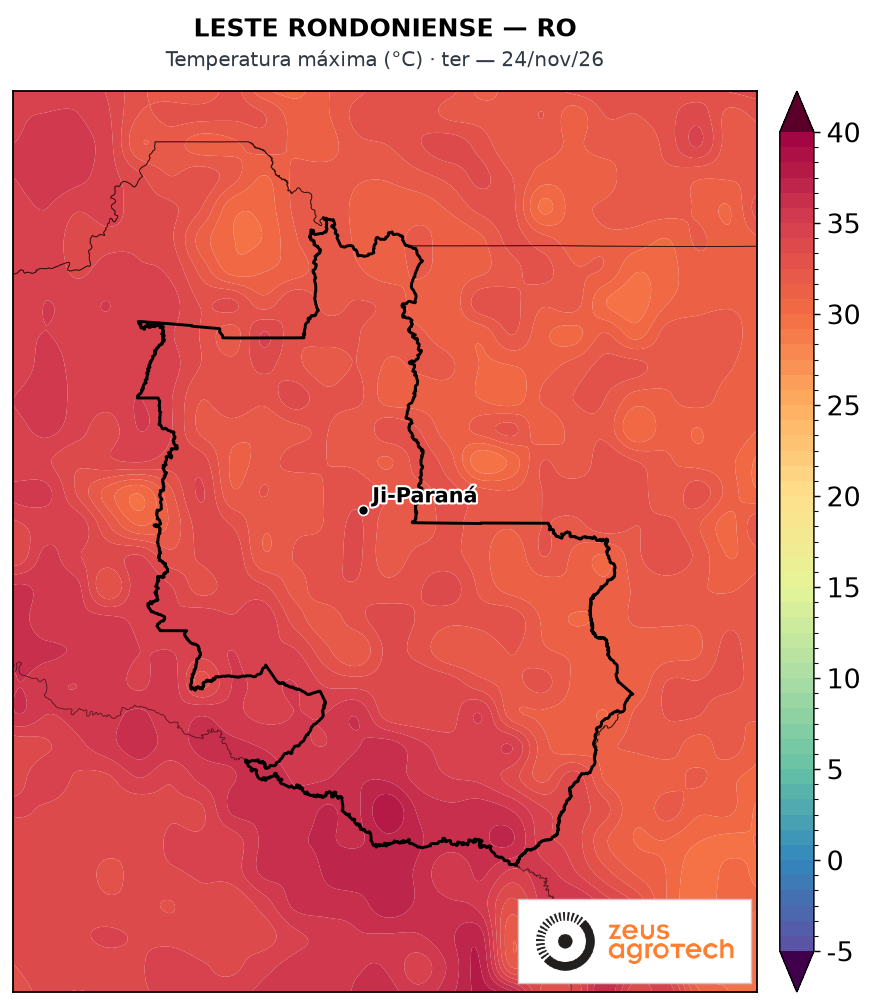 LESTE RONDONIENSE — RO
Temperatura máxima (°C) · ter — 24/nov/26
Ji-Paraná
40
35
30
25
20
15
10
5
0
-5
zeus
agrotech